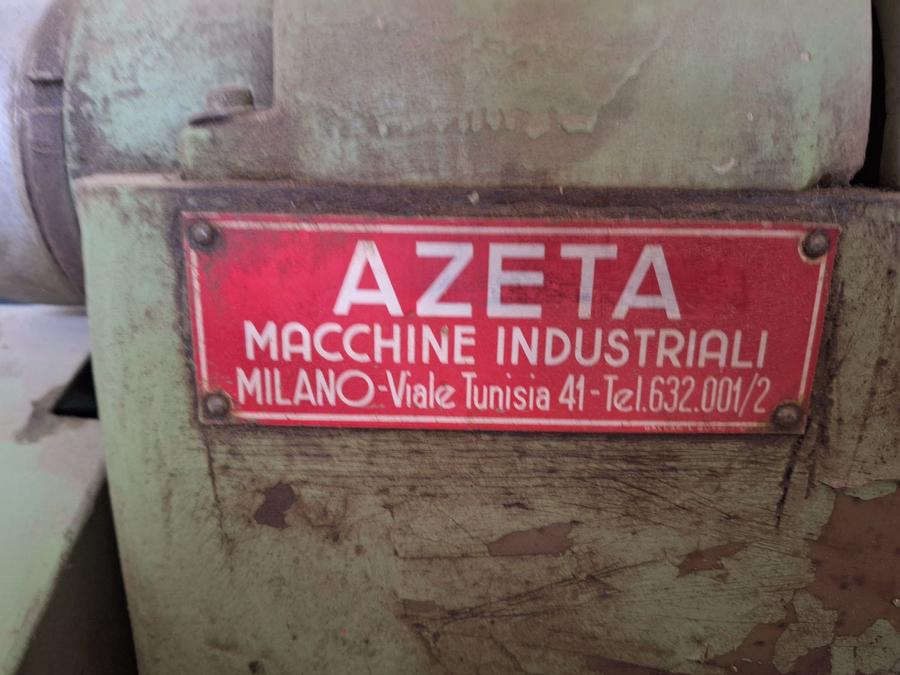 AZETA
MACCHINE INDUSTRIALI
MILANO-Viale Tunisia 41-Tel.632.001/2